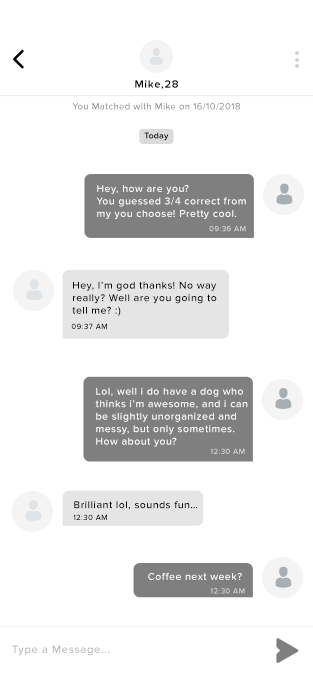 Mike,28
You Matched with Mike on 16/10/2018
Today
Hey, how are you?
You guessed 3/4 correct from
my you choose! Pretty cool.
09:36 AM
Hey, I'm god thanks! No way
really? Well are you going to
tell me? :)
09:37 AM
Lol, well i do have a dog who
thinks i'm awesome, and i can
be slightly unorganized and
messy, but only sometimes.
How about you?
12:30 AM
Brilliant lol, sounds fun...
12:30 AM
Coffee next week?
12:30 AM
Type a Message...